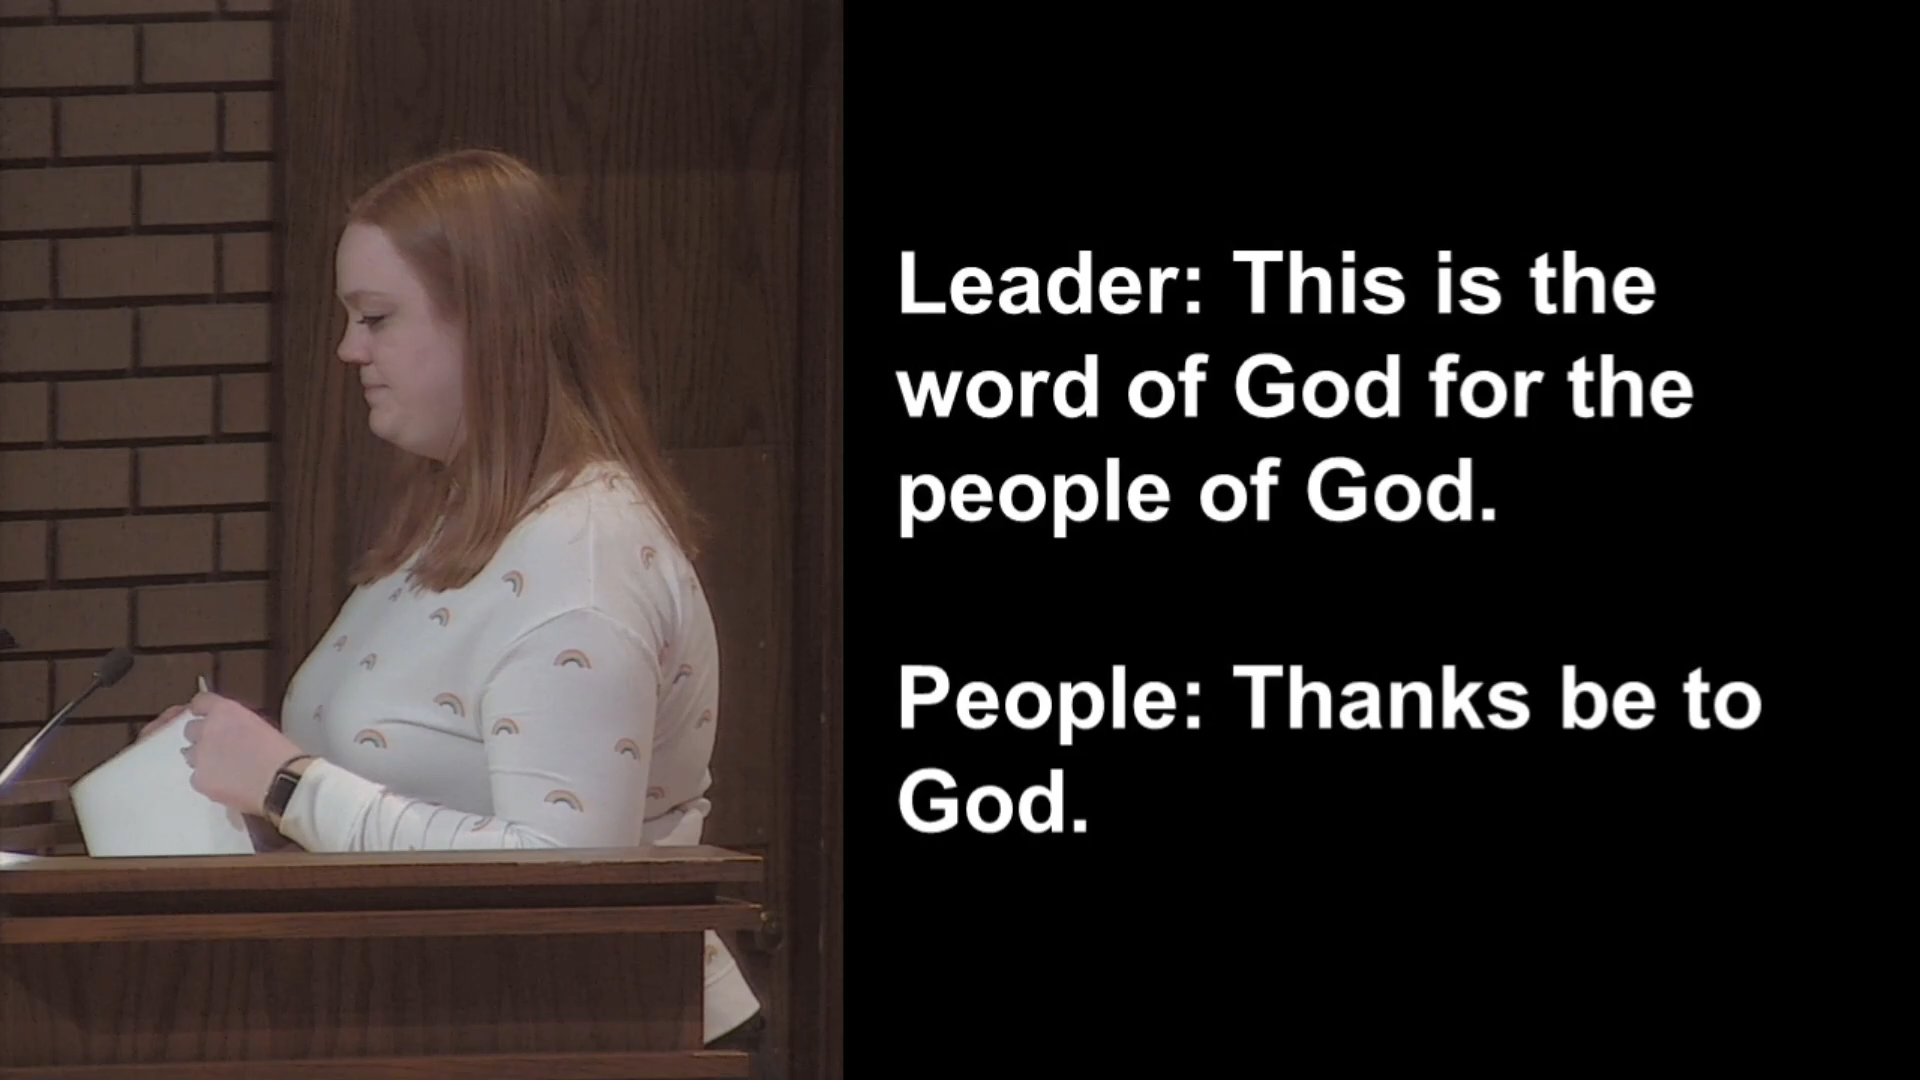 Leader: This is the
word of God for the
people of God.
People: Thanks be to
God.